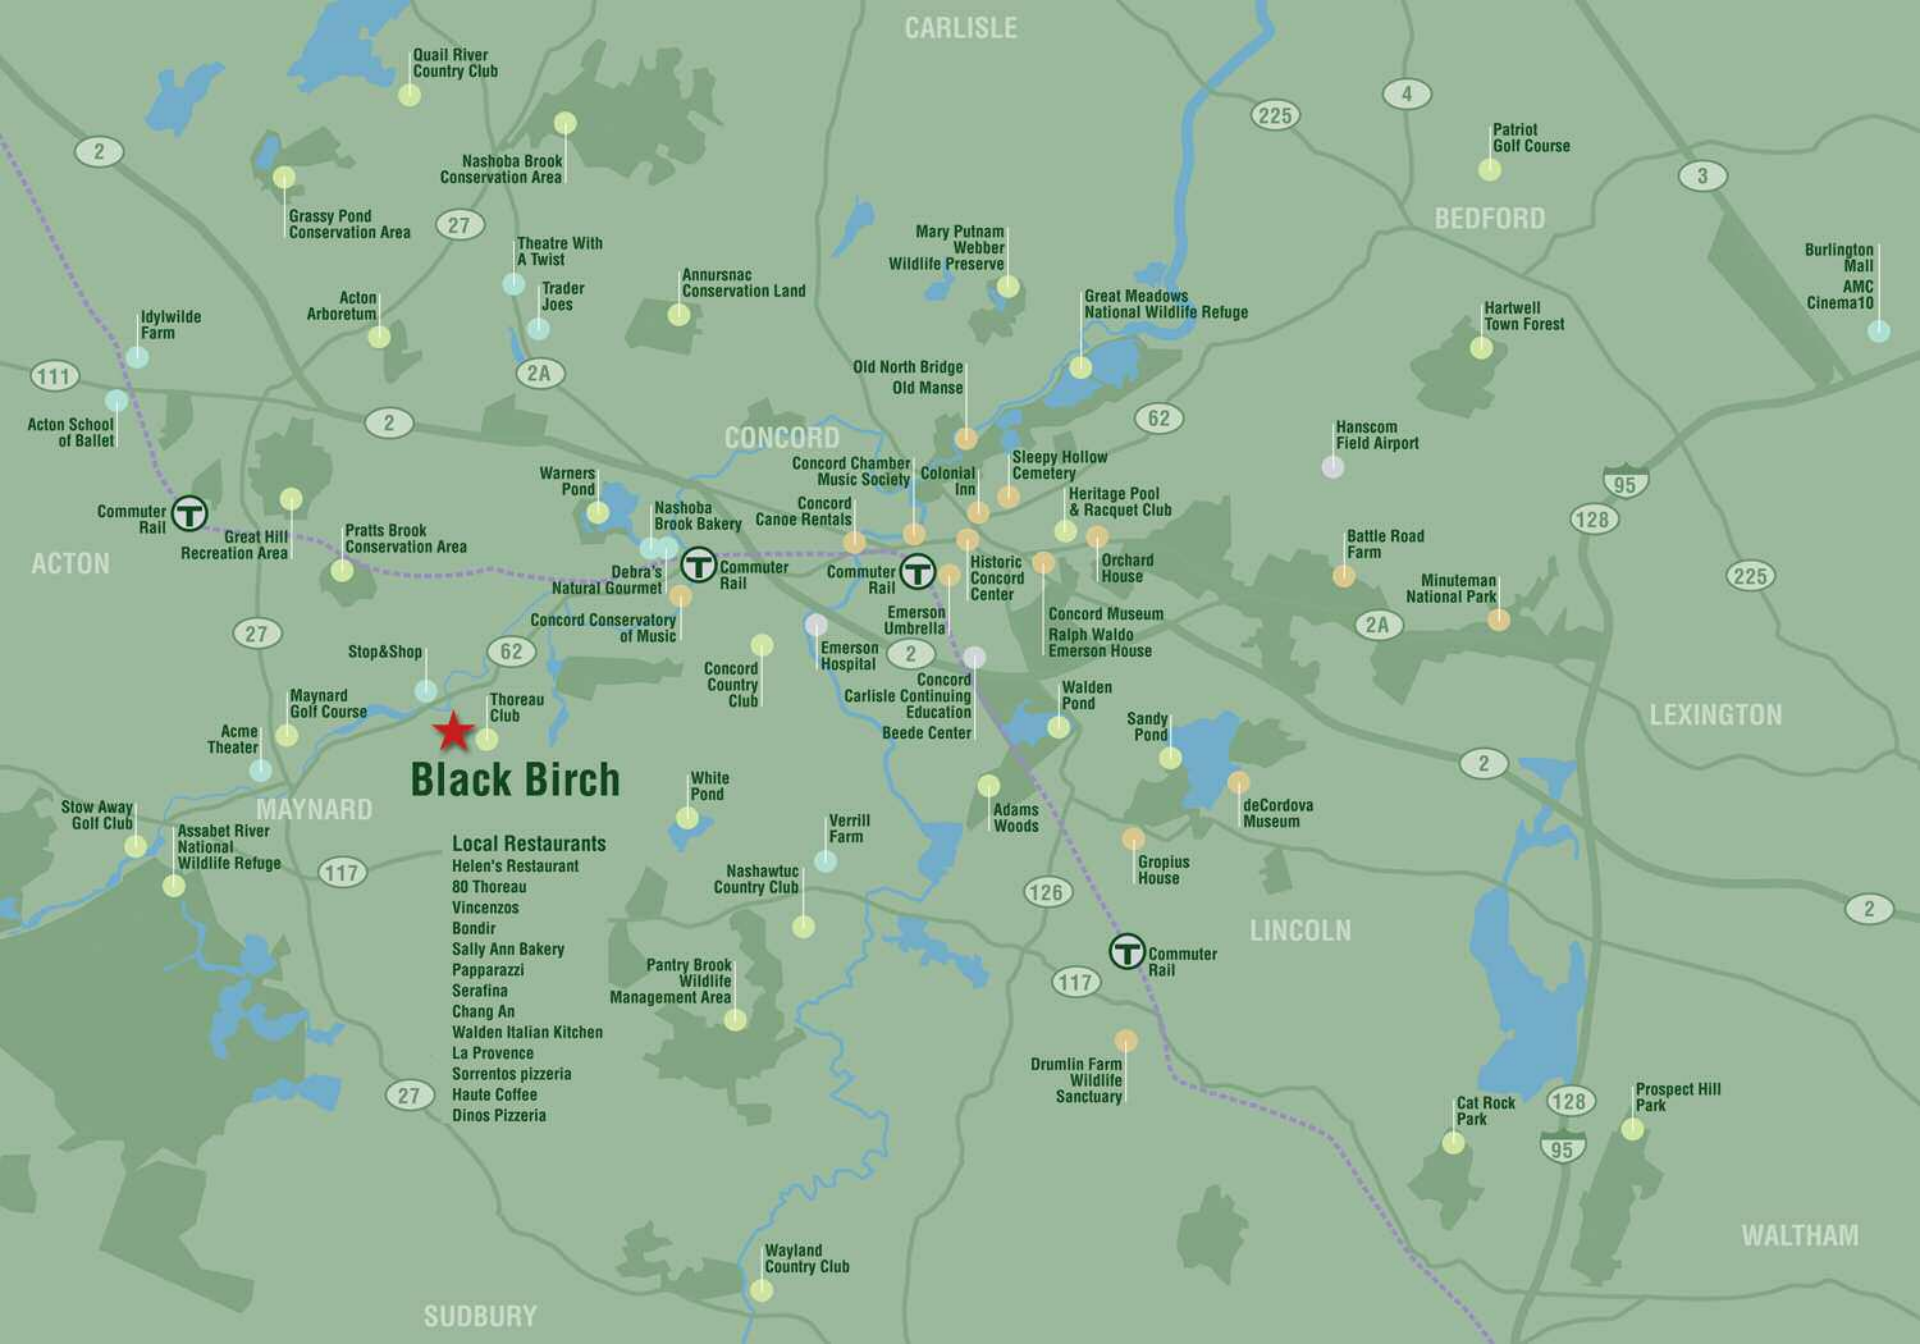 CARLISLE
Quail River
Country Club
4
225
Patriot
Golf Course
2
Nashoba Brook
Conservation Area
3
Grassy Pond
Conservation Area
27
BEDFORD
Theatre With
A Twist
Mary Putnam
Webber
Wildlife Preserve
Burlington
Mall
AMC
Cinema10
Annursnac
Conservation Land
Trader
Joes
Acton
Arboretum
Great Meadows
National Wildlife Refuge
Idylwilde
Farm
Hartwell
Town Forest
111
2A
Old North Bridge
Old Manse
62
2
Acton School
of Ballet
CONCORD
Hanscom
Field Airport
Concord Chamber
Music Society
Colonial
Inn
Sleepy Hollow
Cemetery
Warners
Pond
95
Heritage Pool
& Racquet Club
Concord
Canoe Rentals
Nashoba
Brook Bakery
128
Commuter
Rail
T
Great Hill
Recreation Area
Pratts Brook
Conservation Area
Battle Road
Farm
ACTON
Debra's
Natural Gourmet
T
Commuter
Rail
Commuter
Rail
T
Historic
Concord
Center
Orchard
House
Minuteman
National Park
225
Emerson
Umbrella
Concord Museum
Ralph Waldo
Emerson House
2A
Concord Conservatory
of Music
27
Stop&Shop
62
Emerson
Hospital
2
Concord
Country
Club
Concord
Carlisle Continuing
Education
Beede Center
Walden
Pond
Maynard
Golf Course
Thoreau
Club
Sandy
Pond
LEXINGTON
Acme
Theater
Black Birch
2
White
Pond
Stow Away
Golf Club
MAYNARD
Adams
Woods
deCordova
Museum
Assabet River
National
Wildlife Refuge
Verrill
Farm
117
Local Restaurants
Helen's Restaurant
80 Thoreau
Vincenzos
Bondir
Sally Ann Bakery
Papparazzi
Serafina
Chang An
Walden Italian Kitchen
La Provence
Sorrentos pizzeria
Haute Coffee
Dinos Pizzeria
Nashawtuc
Country Club
Gropius
House
126
2
LINCOLN
Pantry Brook
Wildlife
Management Area
T
Commuter
Rail
117
Drumlin Farm
Wildlife
Sanctuary
27
Cat Rock
Park
128
Prospect Hill
Park
95
WALTHAM
Wayland
Country Club
SUDBURY